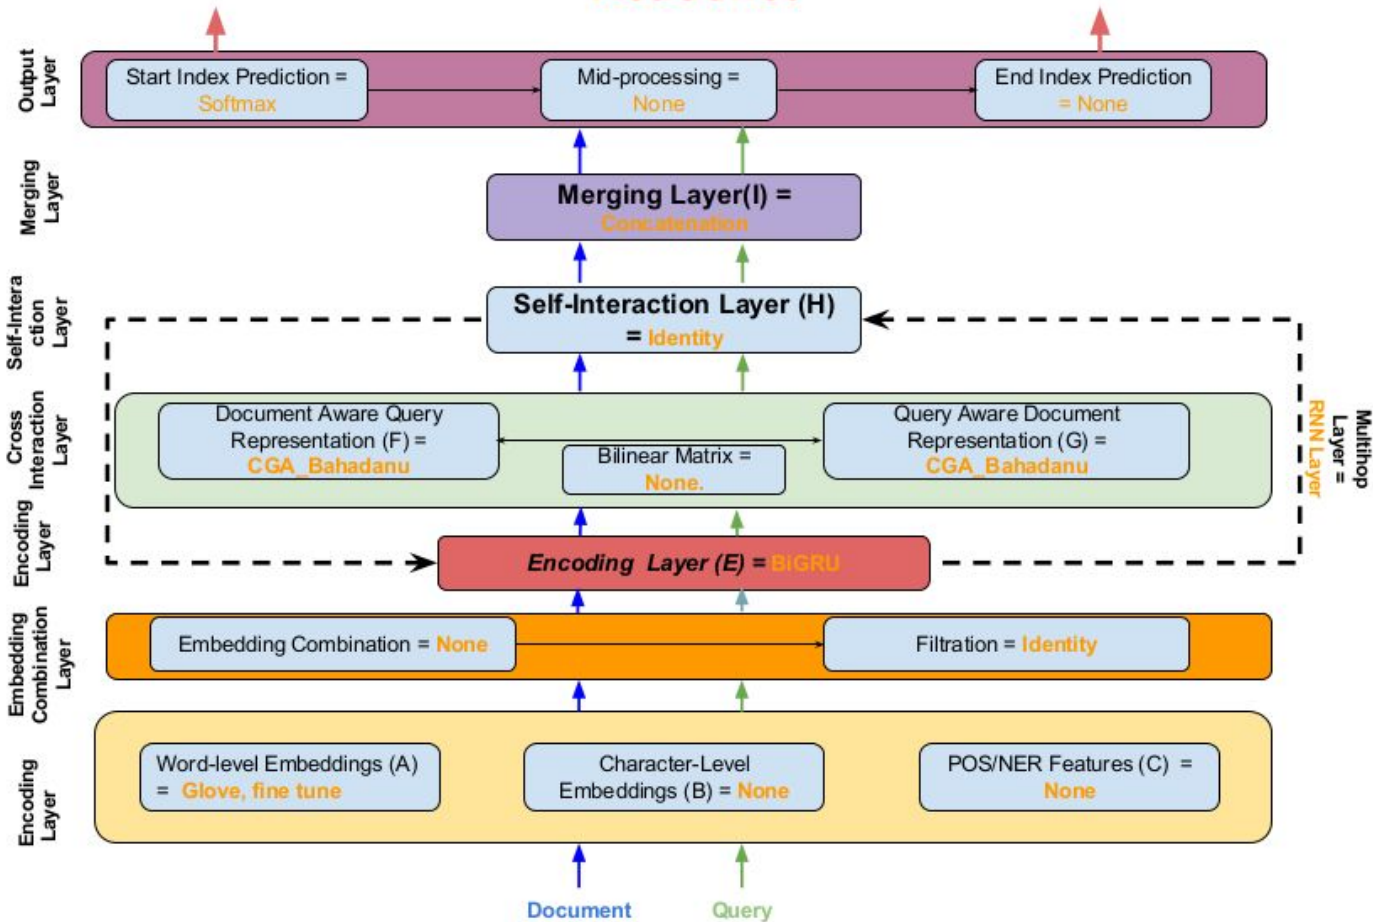 Output
Layer
Start Index Prediction =
Softmax
Mid-processing =
None
End Index Prediction
= None
Merging
Layer
Merging Layer(I) =
Concatenation
Self-Intera
ction
Layer
Self-Interaction Layer (H)
= Identity
Cross
Interaction
Layer
Document Aware Query
Representation (F) =
CGA_Bahadanu
Bilinear Matrix =
None.
Query Aware Document
Representation (G) =
CGA_Bahadanu
Multihop
Layer =
RNN Layer
Encoding
Layer
Encoding Layer (E) = BiGRU
Embedding
Combination
Layer
Embedding Combination = None
Filtration = Identity
Encoding
Layer
Word-level Embeddings (A)
= Glove, fine tune
Character-Level
Embeddings (B) = None
POS/NER Features (C) =
None
Document
Query